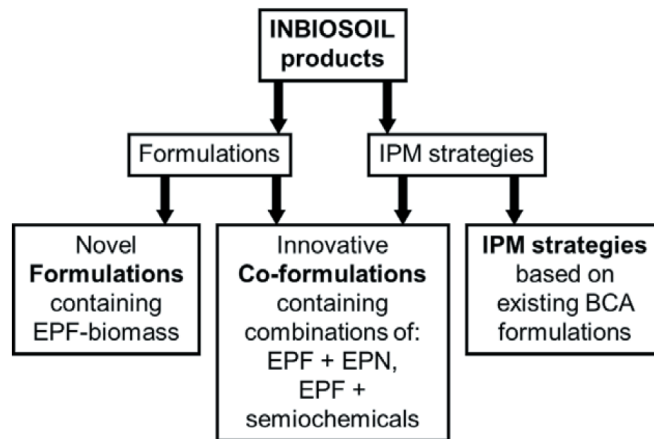 INBIOSOIL
products
Formulations
IPM strategies
Novel
Formulations
containing
EPF-biomass
Innovative
Co-formulations
containing
combinations of:
EPF + EPN,
EPF +
semiochemicals
IPM strategies
based on
existing BCA
formulations